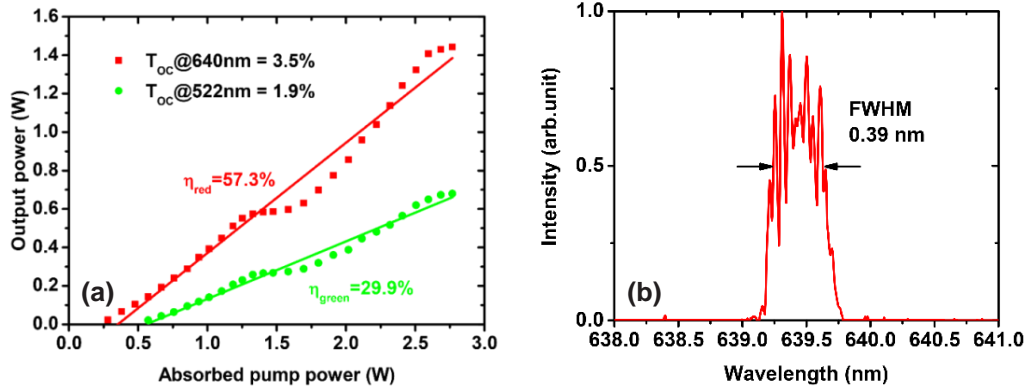 T_OC@640nm = 3.5%
T_OC@522nm = 1.9%
η_red=57.3%
η_green=29.9%
(a)
Output power (W)
0.0
0.2
0.4
0.6
0.8
1.0
1.2
1.4
1.6
0.0 0.5 1.0 1.5 2.0 2.5 3.0
Absorbed pump power (W)
FWHM
0.39 nm
(b)
Intensity (arb.unit)
0.0
0.5
1.0
638.0 638.5 639.0 639.5 640.0 640.5 641.0
Wavelength (nm)